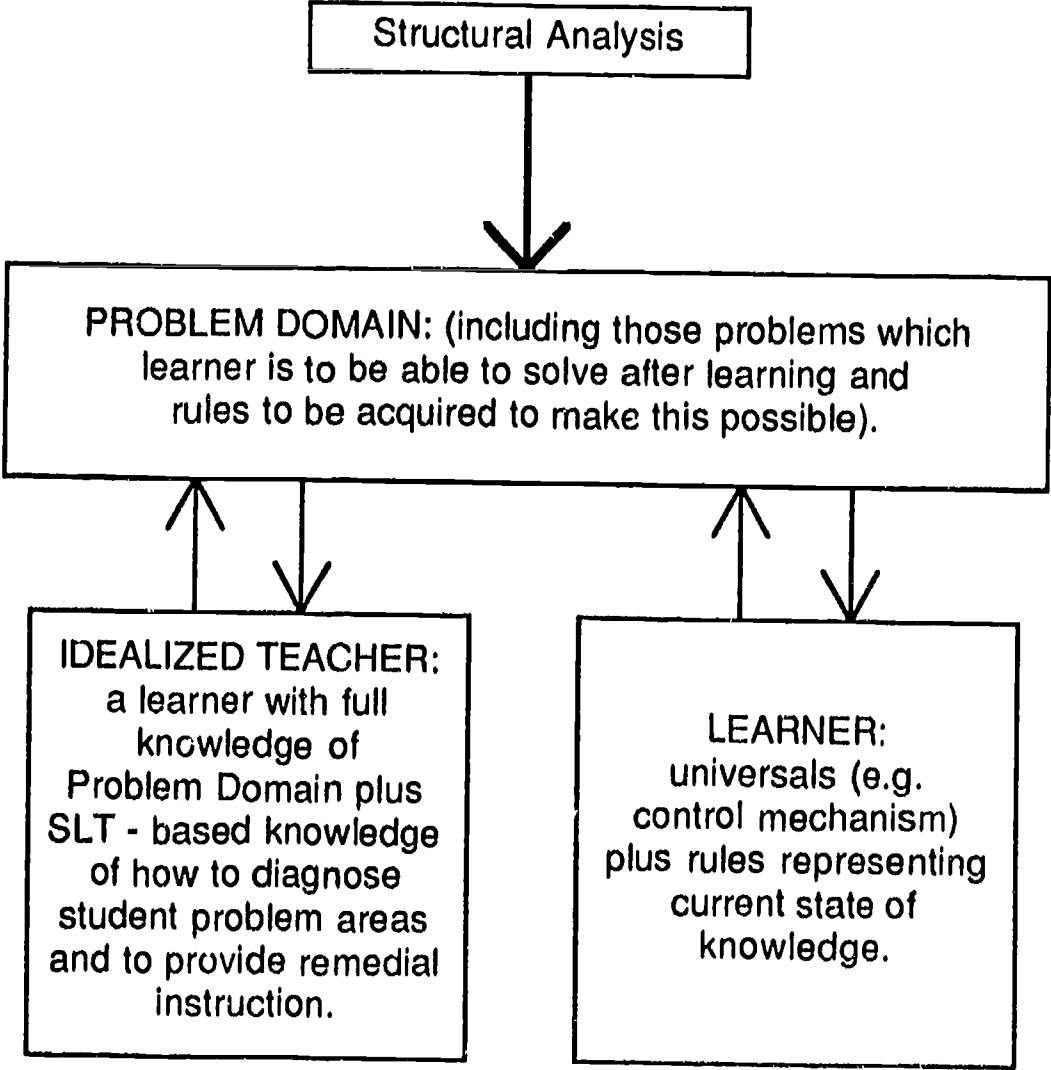 Structural Analysis
PROBLEM DOMAIN: (including those problems which
learner is to be able to solve after learning and
rules to be acquired to make this possible).
IDEALIZED TEACHER:
a learner with full
knowledge of
Problem Domain plus
SLT - based knowledge
of how to diagnose
student problem areas
and to provide remedial
instruction.
LEARNER:
universals (e.g.
control mechanism)
plus rules representing
current state of
knowledge.